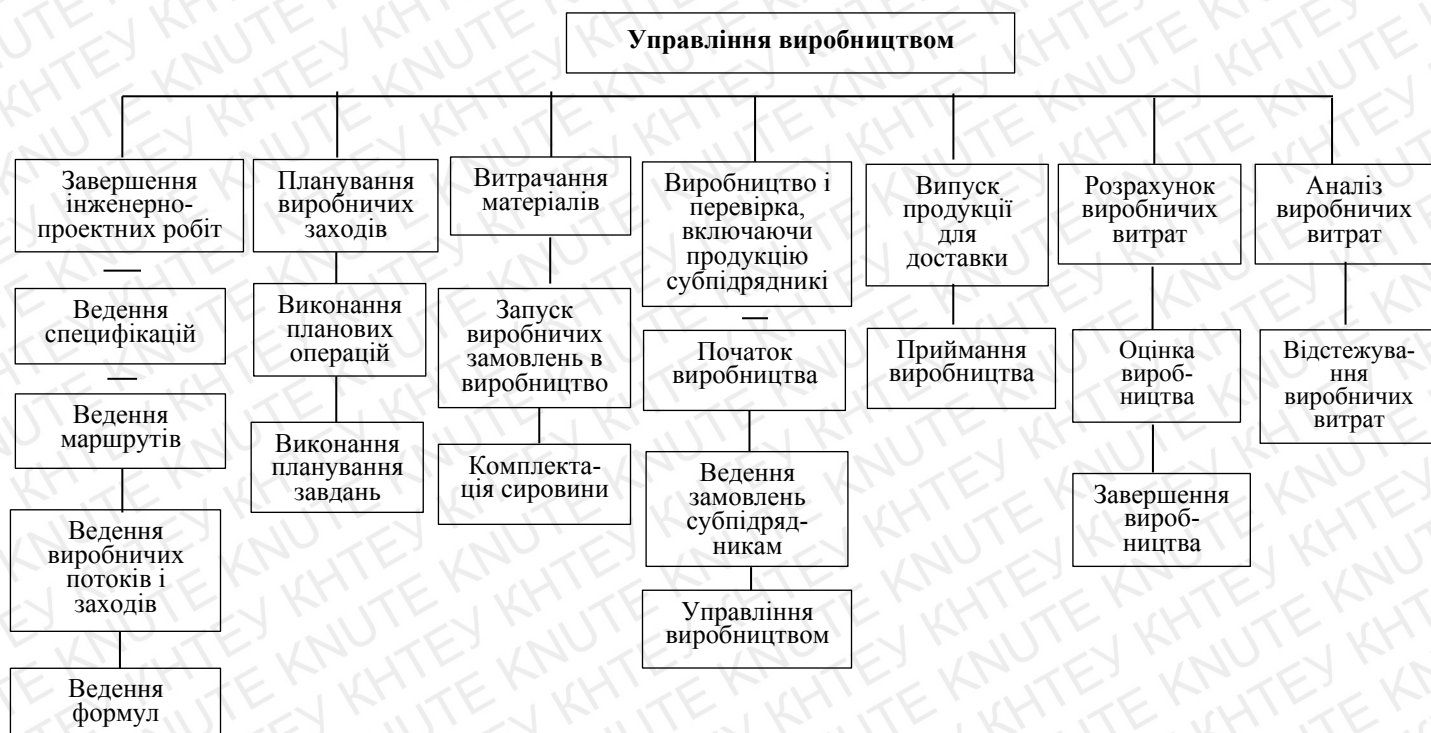 Управління виробництвом
Завершення
інженерно-
проектних робіт
Ведення
специфікацій
Ведення
маршрутів
Ведення
виробничих
потоків і
заходів
Ведення
формул
Планування
виробничих
заходів
Виконання
планових
операцій
Виконання
планування
завдань
Витрачання
матеріалів
Запуск
виробничих
замовлень в
виробництво
Комплекта-
ція сировини
Виробництво і
перевірка,
включаючи
продукцію
субпідрядникі
Початок
виробництва
Ведення
замовлень
субпідряд-
никам
Управління
виробництвом
Випуск
продукції
для
доставки
Приймання
виробництва
Розрахунок
виробничих
витрат
Оцінка
вироб-
ництва
Завершення
вироб-
ництва
Аналіз
виробничих
витрат
Відстежува-
ння
виробничих
витрат